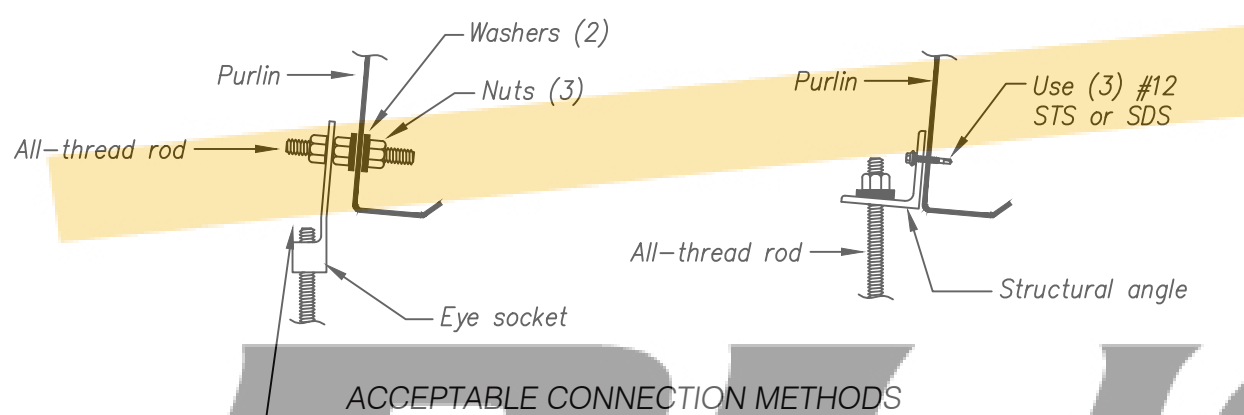 Washers (2)
Purlin
Nuts (3)
All-thread rod
Eye socket
Purlin
Use (3) #12
STS or SDS
All-thread rod
Structural angle
ACCEPTABLE CONNECTION METHODS